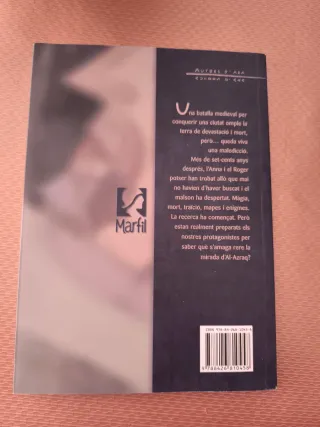 Una batalla medieval per
conquerir una ciutat ampla la
terra de devastació i mort,
però... queda viva
una maledicció.
Més de set-cents anys
després, l'Anna i el Roger
potser han trobat allò que mai
no havien d'haver buscat i el
malson ha despertat. Màgia,
mort, traïció, mapes i enigmes.
La recerca ha començat. Però
estan realment preparats els
nostres protagonistes per
saber què s'amaga rere la
mirada d'Al-Azraq?
Marfil